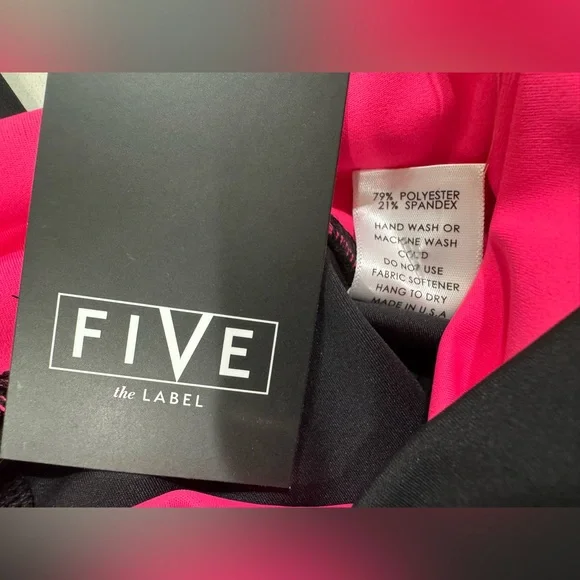 FIVE
the LABEL
79% POLYESTER
21% SPANDEX
HAND WASH OR
MACHINE WASH
COLD
DO NOT USE
FABRIC SOFTENER
HANG TO DRY
MADE IN U.S.A